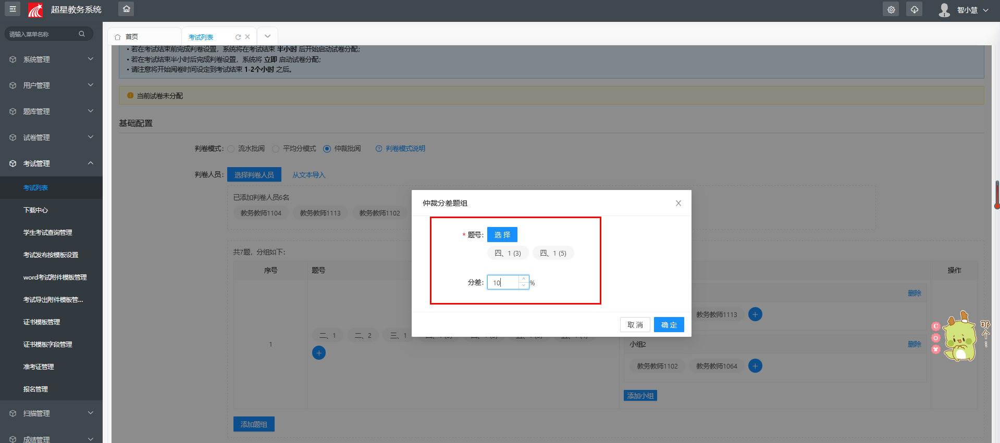 超星教务系统
智小慧
请输入菜单名称
首页
考试列表
系统管理
用户管理
题库管理
试卷管理
考试管理
考试列表
下载中心
学生考试查询管理
考试发布按模板设置
word考试附件模板管理
考试导出附件模板管...
证书模板管理
证书模板字段管理
准考证管理
报名管理
扫描管理
成绩管理
• 若在考试结束前完成判卷设置，系统将在考试结束 半小时 后开始启动试卷分配；
• 若在考试结束半小时后完成判卷设置，系统将 立即 启动试卷分配；
• 请注意将开始阅卷时间设定到考试结束 1-2个小时 之后。
当前试卷未分配
基础配置
判卷模式： 流水批阅 平均分模式 仲裁批阅 判卷模式说明
判卷人员： 选择判卷人员 从文本导入
已添加判卷人员6名
教务教师1104 教务教师1113 教务教师1102
共7题，分组如下：
序号 题号 操作
删除
教务教师1113
1
二、1 二、2 三、1
小组2 删除
教务教师1102 教务教师1064
添加小组
添加题组
仲裁分差题组
* 题号： 选 择
四、1 (3) 四、1 (5)
分差： 10 %
取 消 确 定
C
O
那个…